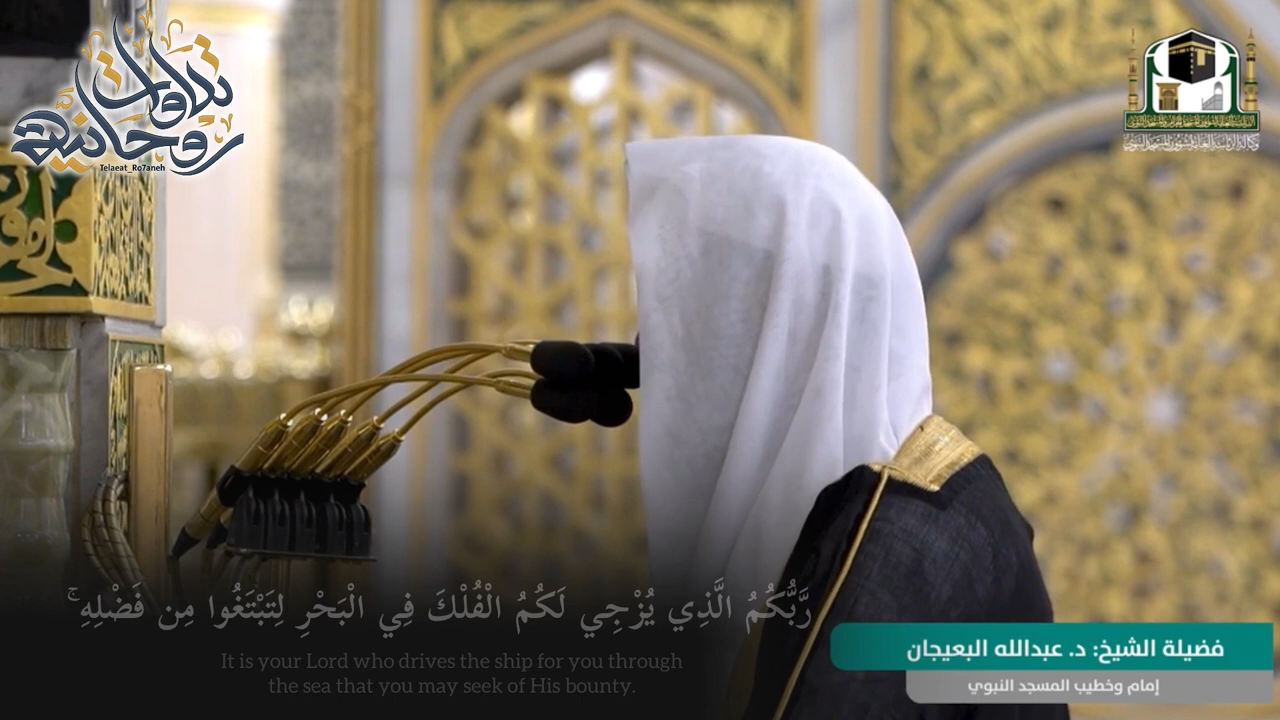 تلاوات
روحانية
Telaeat_Ro7aneh
رَّبُّكُمُ الَّذِي يُزْجِي لَكُمُ الْفُلْكَ فِي الْبَحْرِ لِتَبْتَغُوا مِن فَضْلِهِ ۚ
It is your Lord who drives the ship for you through
the sea that you may seek of His bounty.
فضيلة الشيخ: د. عبدالله البعيجان
إمام وخطيب المسجد النبوي